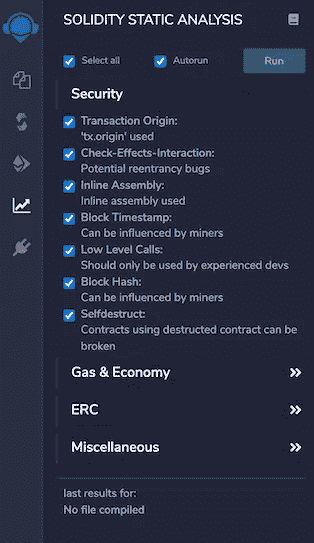 SOLIDITY STATIC ANALYSIS
Select all Autorun Run
Security
Transaction Origin:
'tx.origin' used
Check-Effects-Interaction:
Potential reentrancy bugs
Inline Assembly:
Inline assembly used
Block Timestamp:
Can be influenced by miners
Low Level Calls:
Should only be used by experienced devs
Block Hash:
Can be influenced by miners
Selfdestruct:
Contracts using destructed contract can be
broken
Gas & Economy
ERC
Miscellaneous
last results for:
No file compiled